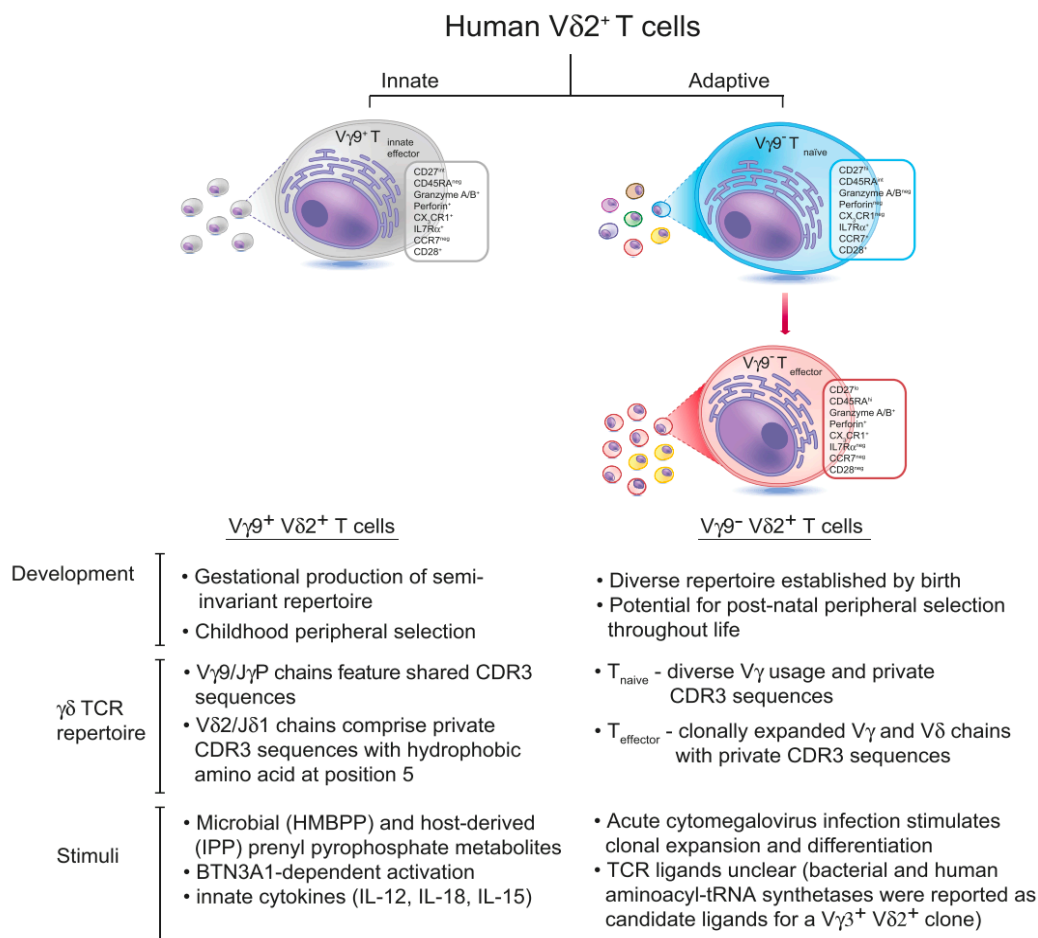 Human Vδ2⁺ T cells
Innate
Adaptive
Vγ9⁺ T innate effector
CD27ʰⁱ
CD45RAⁿᵉᵍ
Granzyme A/B⁺
Perforin⁺
CX₃CR1⁺
IL7Rα⁺
CCR7ⁿᵉᵍ
CD28⁺
Vγ9⁻ T naïve
CD27ʰⁱ
CD45RAⁱⁿᵗ
Granzyme A/Bⁿᵉᵍ
Perforinⁿᵉᵍ
CX₃CR1ⁿᵉᵍ
IL7Rα⁺
CCR7⁺
CD28⁺
Vγ9⁻ T effector
CD27ˡᵒ
CD45RAʰⁱ
Granzyme A/B⁺
Perforin⁺
CX₃CR1⁺
IL7Rαⁿᵉᵍ
CCR7ⁿᵉᵍ
CD28ⁿᵉᵍ
Vγ9⁺ Vδ2⁺ T cells
Vγ9⁻ Vδ2⁺ T cells
Development
• Gestational production of semi-
invariant repertoire
• Childhood peripheral selection
• Diverse repertoire established by birth
• Potential for post-natal peripheral selection
throughout life
γδ TCR
repertoire
• Vγ9/JγP chains feature shared CDR3
sequences
• Vδ2/Jδ1 chains comprise private
CDR3 sequences with hydrophobic
amino acid at position 5
• T naive - diverse Vγ usage and private
CDR3 sequences
• T effector - clonally expanded Vγ and Vδ chains
with private CDR3 sequences
Stimuli
• Microbial (HMBPP) and host-derived
(IPP) prenyl pyrophosphate metabolites
• BTN3A1-dependent activation
• innate cytokines (IL-12, IL-18, IL-15)
• Acute cytomegalovirus infection stimulates
clonal expansion and differentiation
• TCR ligands unclear (bacterial and human
aminoacyl-tRNA synthetases were reported as
candidate ligands for a Vγ3⁺ Vδ2⁺ clone)